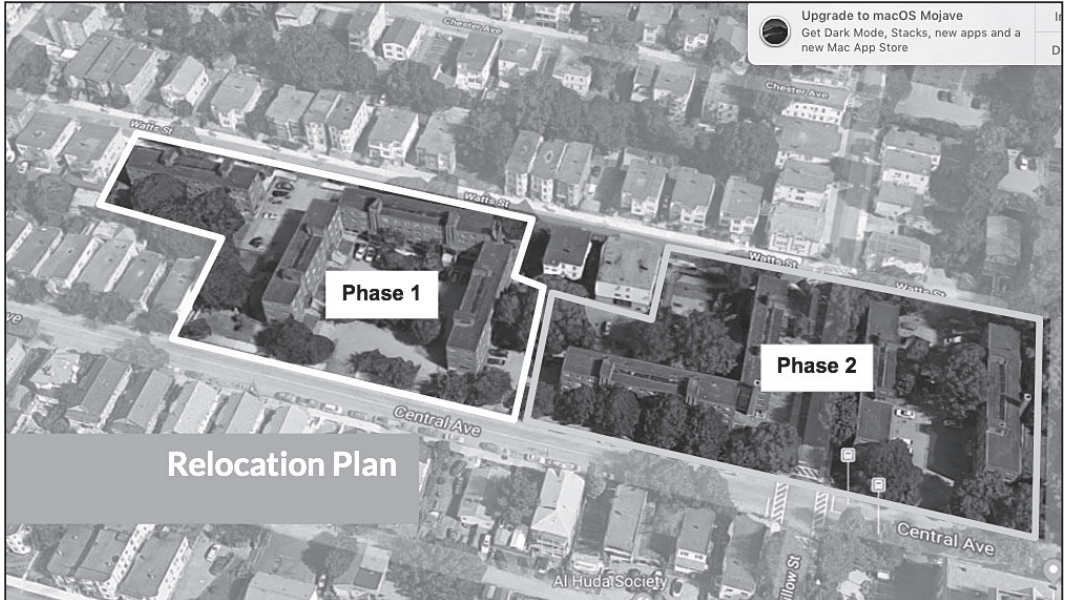 Chester Ave
Upgrade to macOS Mojave
Get Dark Mode, Stacks, new apps and a
new Mac App Store
Chester Ave
Watts St
Watts St
Watts St
Watts St
Phase 1
Phase 2
Central Ave
Relocation Plan
Central Ave
Al Huda Society